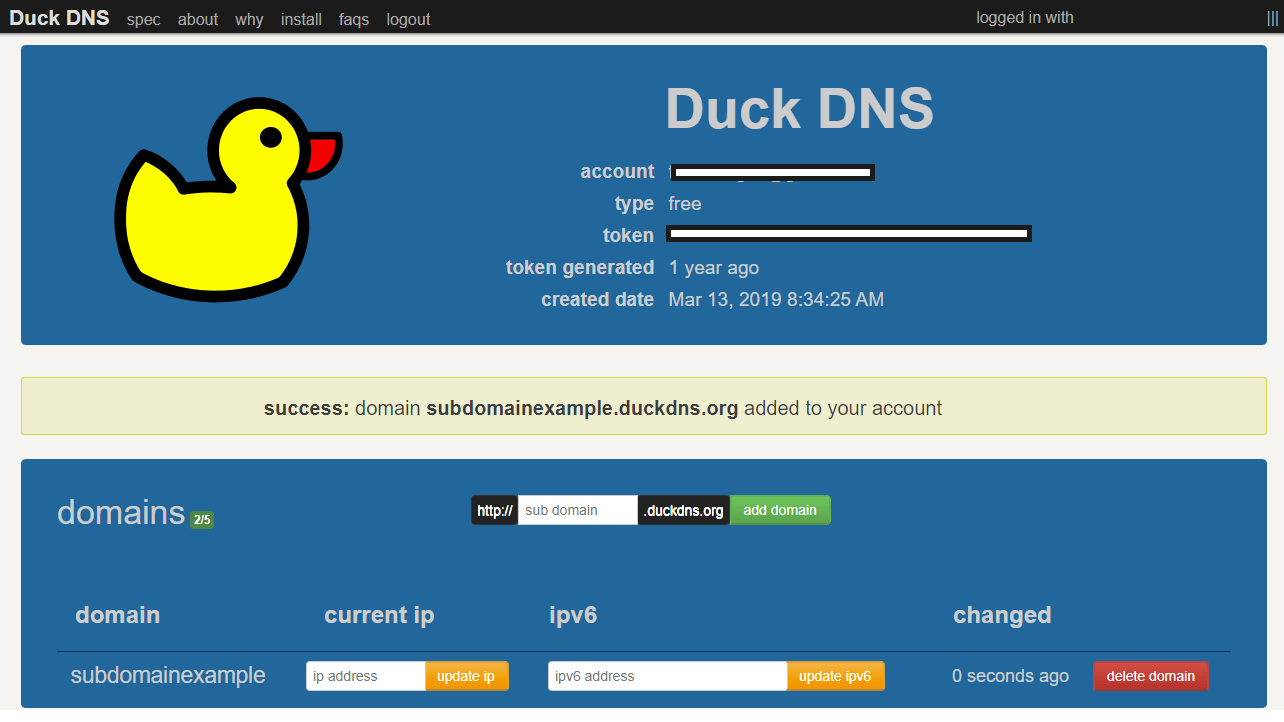 Duck DNS spec about why install faqs logout logged in with |||
Duck DNS
account
type free
token
token generated 1 year ago
created date Mar 13, 2019 8:34:25 AM
success: domain subdomainexample.duckdns.org added to your account
domains 2/5 http:// sub domain .duckdns.org add domain
domain current ip ipv6 changed
subdomainexample ip address update ip ipv6 address update ipv6 0 seconds ago delete domain